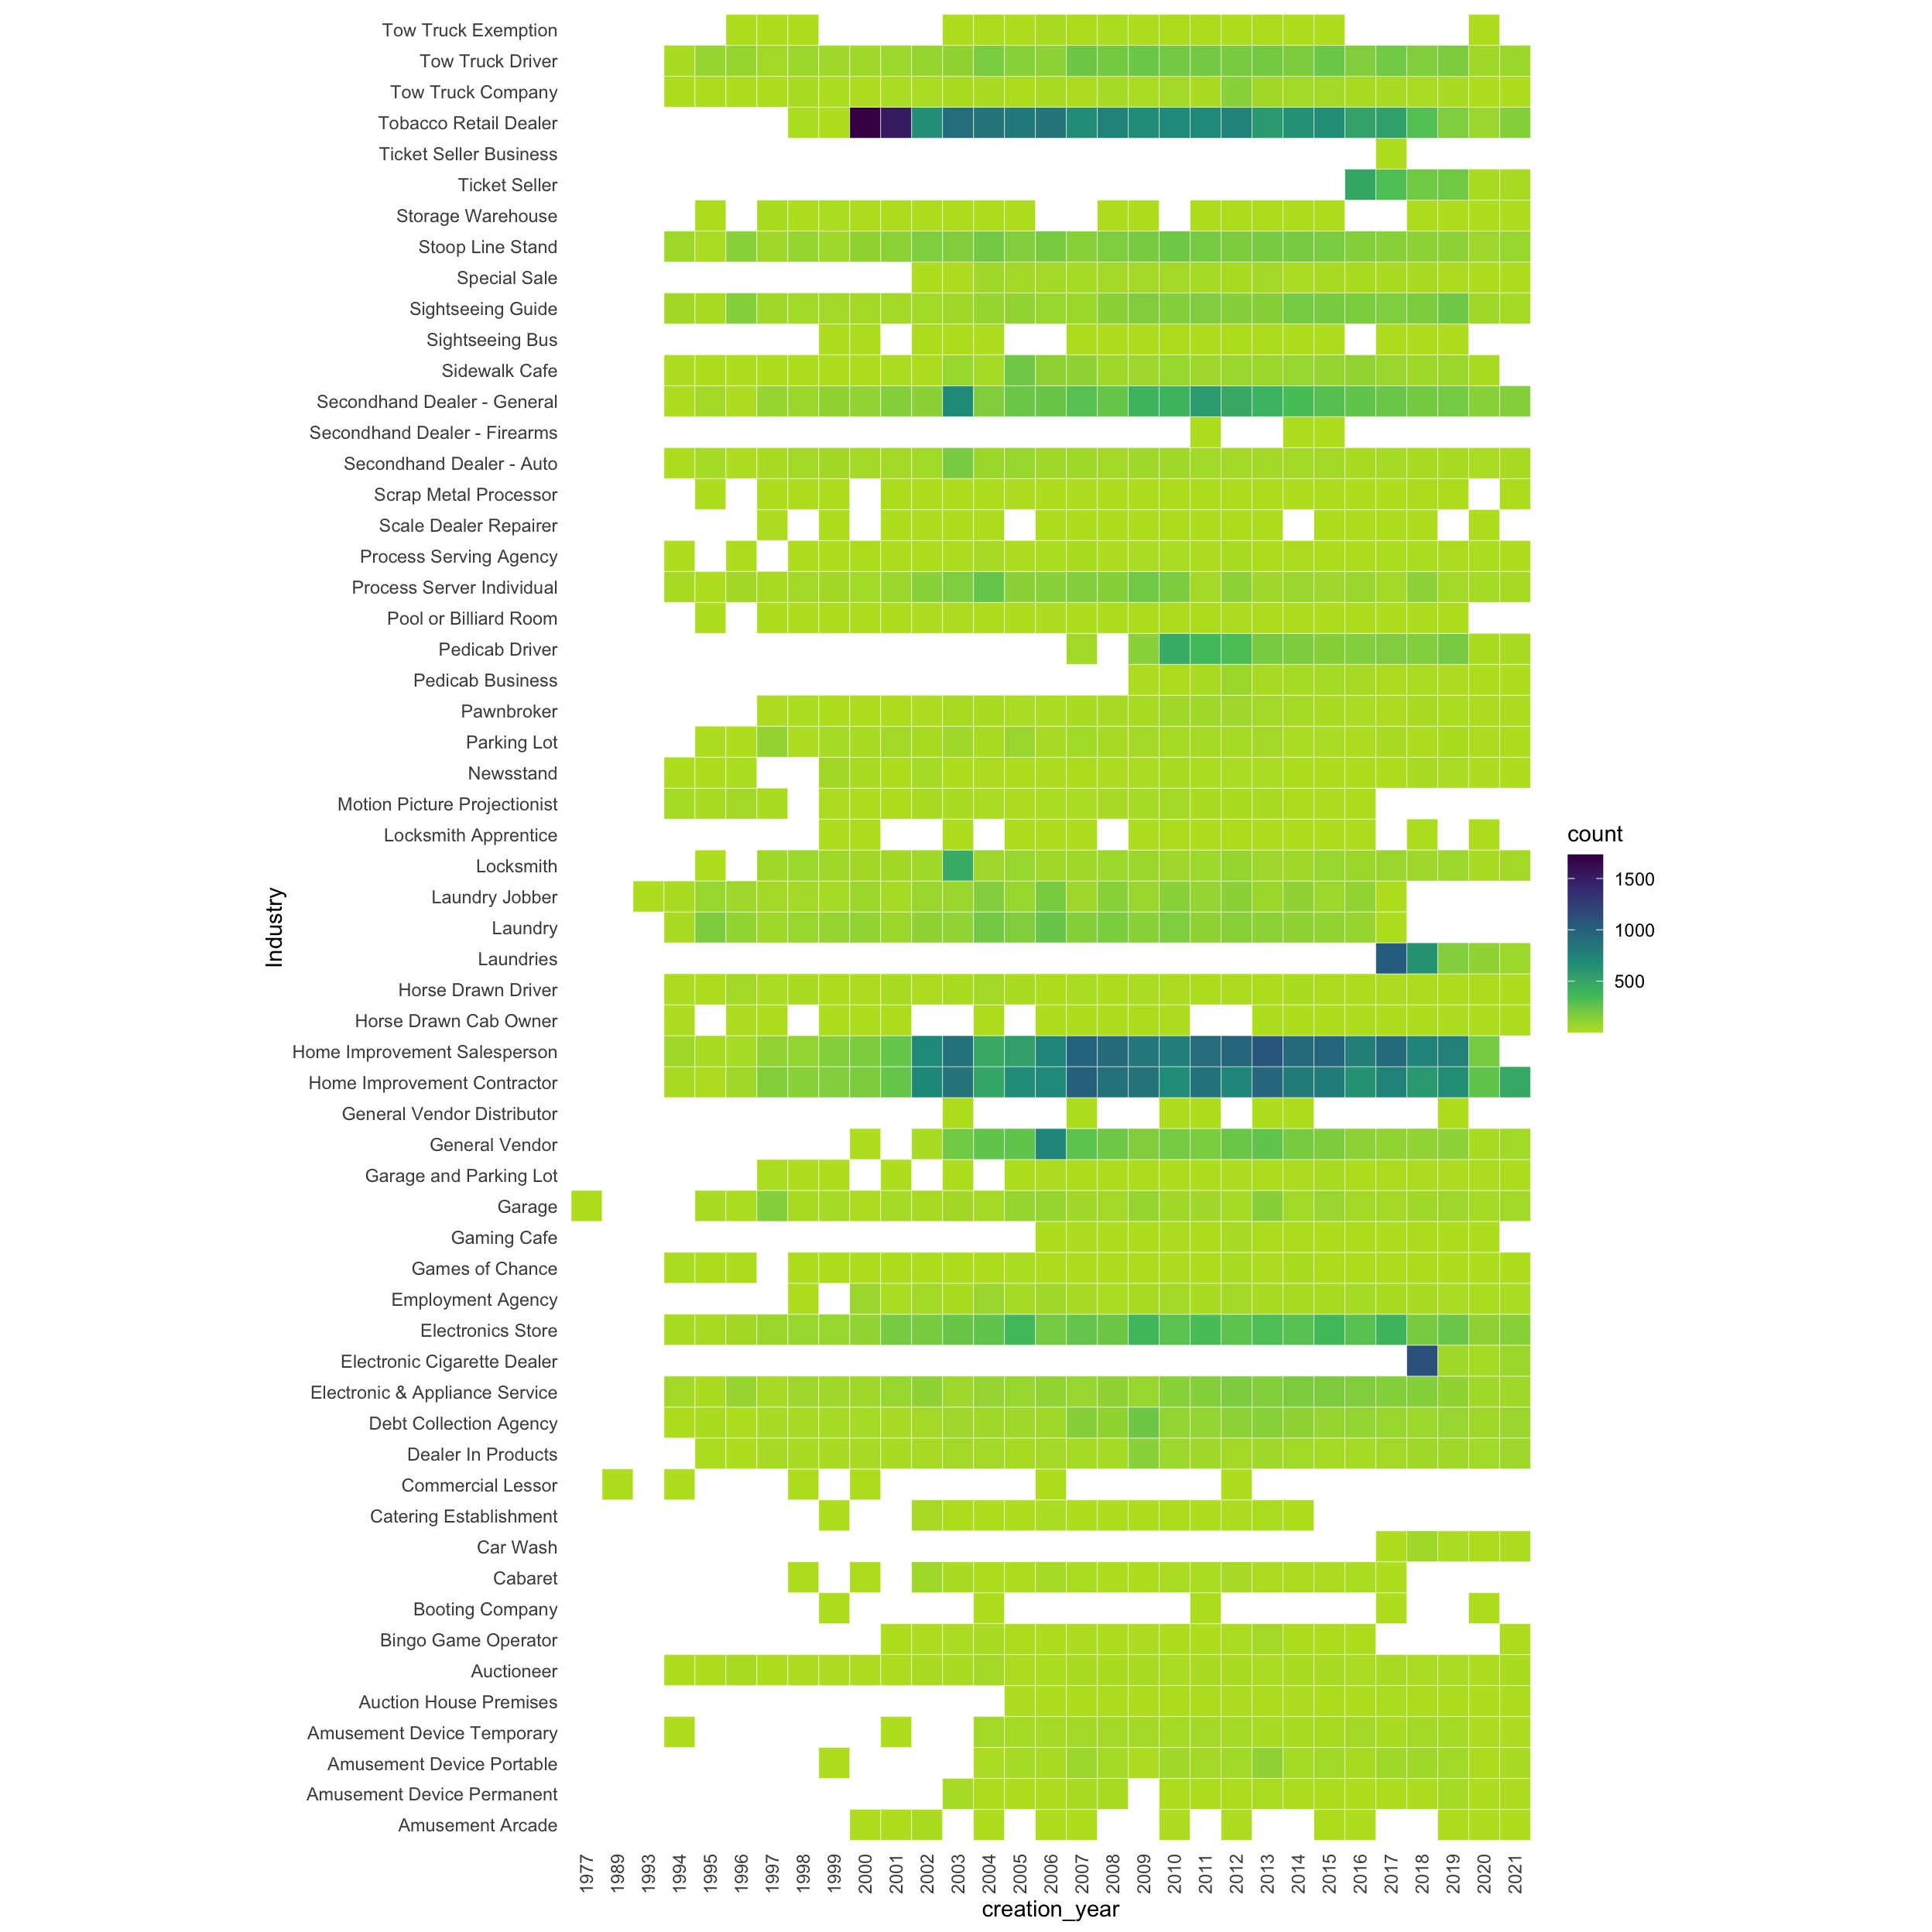 Tow Truck Exemption
Tow Truck Driver
Tow Truck Company
Tobacco Retail Dealer
Ticket Seller Business
Ticket Seller
Storage Warehouse
Stoop Line Stand
Special Sale
Sightseeing Guide
Sightseeing Bus
Sidewalk Cafe
Secondhand Dealer - General
Secondhand Dealer - Firearms
Secondhand Dealer - Auto
Scrap Metal Processor
Scale Dealer Repairer
Process Serving Agency
Process Server Individual
Pool or Billiard Room
Pedicab Driver
Pedicab Business
Pawnbroker
Parking Lot
Newsstand
Motion Picture Projectionist
Locksmith Apprentice
Locksmith
Laundry Jobber
Laundry
Laundries
Horse Drawn Driver
Horse Drawn Cab Owner
Home Improvement Salesperson
Home Improvement Contractor
General Vendor Distributor
General Vendor
Garage and Parking Lot
Garage
Gaming Cafe
Games of Chance
Employment Agency
Electronics Store
Electronic Cigarette Dealer
Electronic & Appliance Service
Debt Collection Agency
Dealer In Products
Commercial Lessor
Catering Establishment
Car Wash
Cabaret
Booting Company
Bingo Game Operator
Auctioneer
Auction House Premises
Amusement Device Temporary
Amusement Device Portable
Amusement Device Permanent
Amusement Arcade
Industry
1977
1989
1993
1994
1995
1996
1997
1998
1999
2000
2001
2002
2003
2004
2005
2006
2007
2008
2009
2010
2011
2012
2013
2014
2015
2016
2017
2018
2019
2020
2021
creation_year
count
1500
1000
500